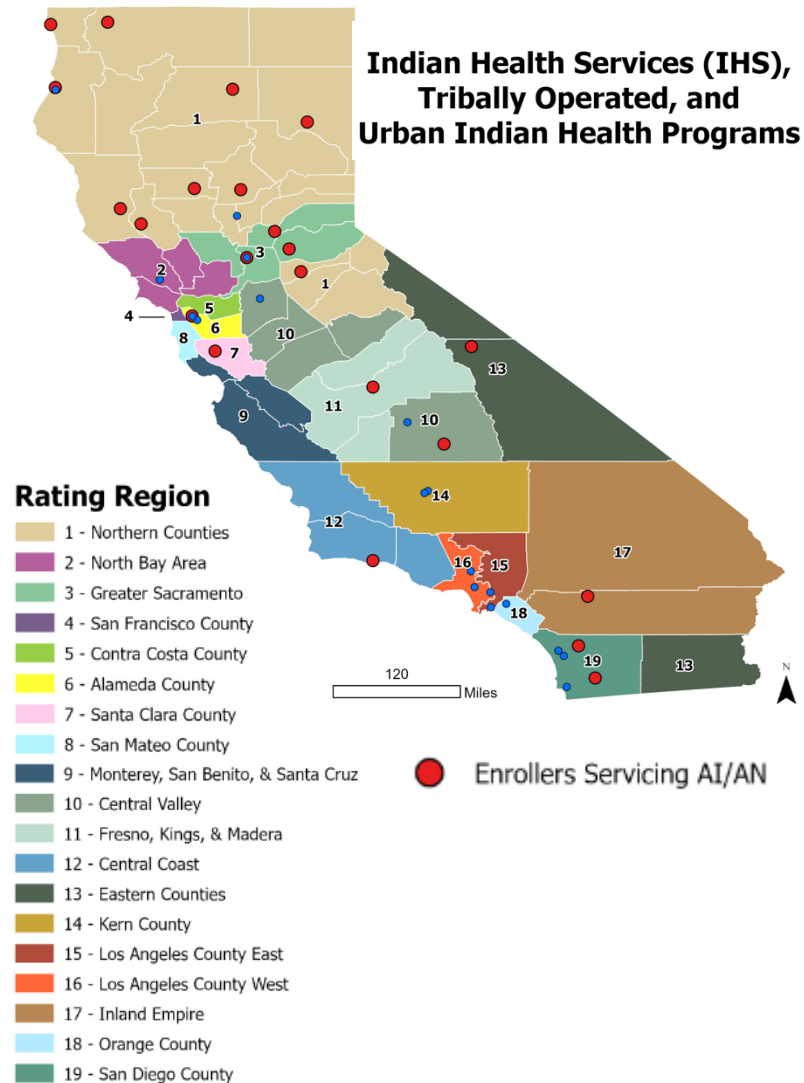 Indian Health Services (IHS),
Tribally Operated, and
Urban Indian Health Programs
1
2
3
1
4
5
6
8
7
10
13
11
9
10
14
12
16
15
17
18
19
13
120
Miles
N
Rating Region
1 - Northern Counties
2 - North Bay Area
3 - Greater Sacramento
4 - San Francisco County
5 - Contra Costa County
6 - Alameda County
7 - Santa Clara County
8 - San Mateo County
9 - Monterey, San Benito, & Santa Cruz
10 - Central Valley
11 - Fresno, Kings, & Madera
12 - Central Coast
13 - Eastern Counties
14 - Kern County
15 - Los Angeles County East
16 - Los Angeles County West
17 - Inland Empire
18 - Orange County
19 - San Diego County
Enrollers Servicing AI/AN